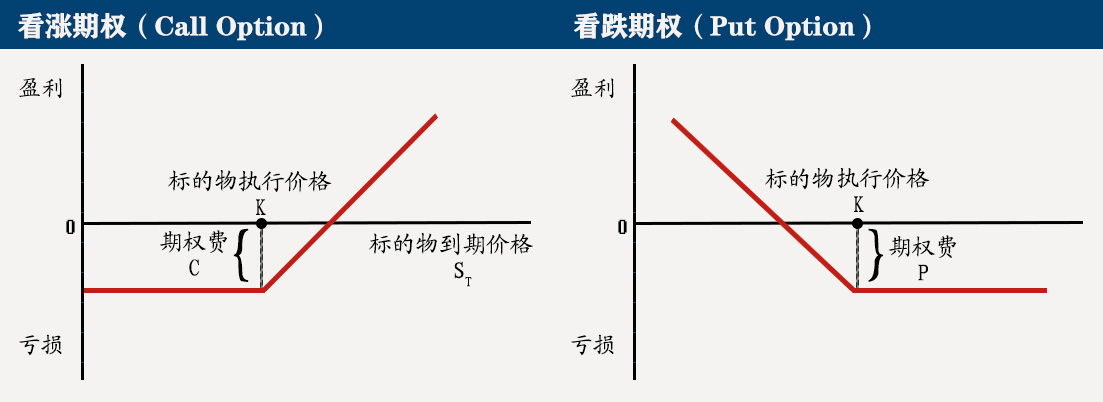 看涨期权（Call Option）
盈利
标的物执行价格
K
0
期权费
C
标的物到期价格
S_T
亏损
看跌期权（Put Option）
盈利
标的物执行价格
K
0
期权费
P
亏损